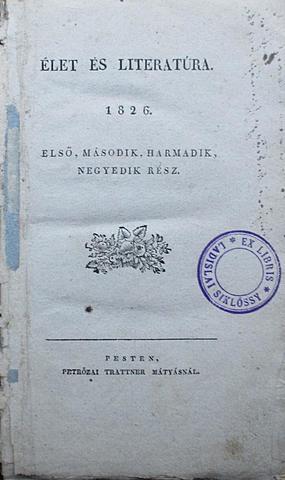 ÉLET ÉS LITERATÚRA.
1826.
ELSŐ, MÁSODIK, HARMADIK,
NEGYEDIK RÉSZ.
* EX LIBRIS *
LADISLAI SIKLÓSSY
PESTEN,
PETRÓZAI TRATTNER MÁTYÁSNÁL.